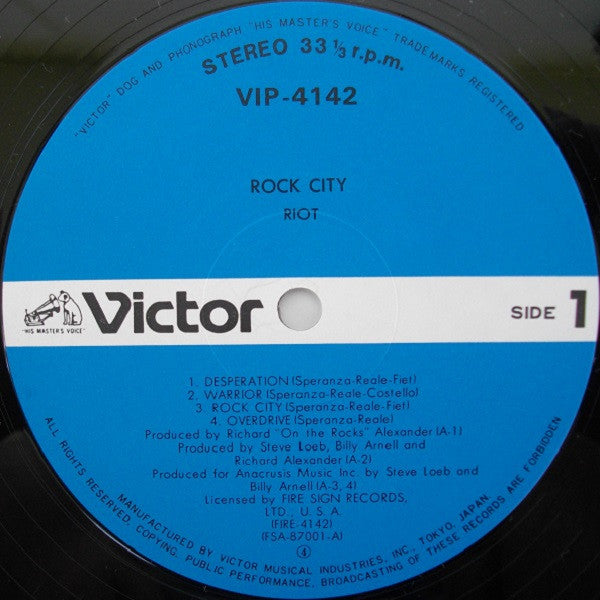 "VICTOR" DOG AND PHONOGRAPH "HIS MASTER'S VOICE" TRADEMARKS REGISTERED
STEREO 33 1/3 r.p.m.
VIP-4142
ROCK CITY
RIOT
"HIS MASTER'S VOICE"
Victor
SIDE 1
1. DESPERATION (Speranza-Reale-Fiet)
2. WARRIOR (Speranza-Reale-Costello)
3. ROCK CITY (Speranza-Reale-Fiet)
4. OVERDRIVE (Speranza-Reale)
Produced by Richard "On the Rocks" Alexander (A-1)
Produced by Steve Loeb, Billy Arnell and
Richard Alexander (A-2)
Produced for Anacrusis Music Inc. by Steve Loeb and
Billy Arnell (A-3, 4)
Licensed by FIRE SIGN RECORDS,
LTD., U.S.A.
(FIRE-4142)
(FSA-87001-A)
④
ALL RIGHTS RESERVED. COPYING, PUBLIC PERFORMANCE, BROADCASTING OF THESE RECORDS ARE FORBIDDEN
MANUFACTURED BY VICTOR MUSICAL INDUSTRIES, INC., TOKYO, JAPAN.